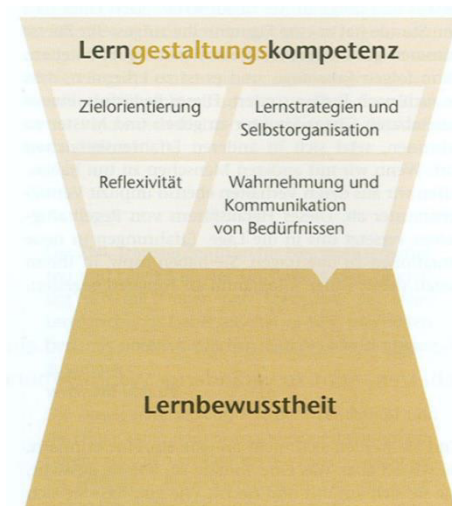 Lerngestaltungskompetenz
Zielorientierung
Lernstrategien und
Selbstorganisation
Reflexivität
Wahrnehmung und
Kommunikation
von Bedürfnissen
Lernbewusstheit